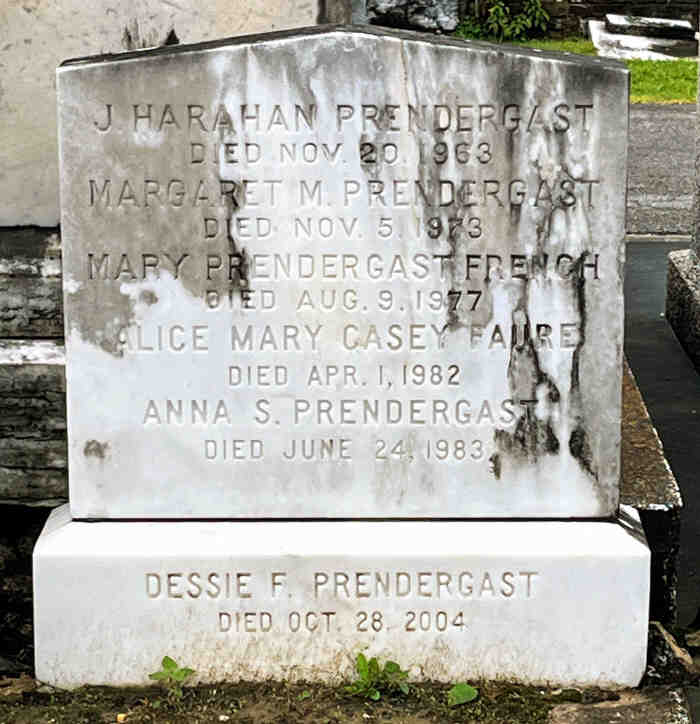 J. HARAHAN PRENDERGAST
DIED NOV. 20. 1963
MARGARET M. PRENDERGAST
DIED NOV. 5. 1973
MARY PRENDERGAST FRENCH
DIED AUG. 9. 1977
ALICE MARY CASEY FAURE
DIED APR. 1, 1982
ANNA S. PRENDERGAST
DIED JUNE 24, 1983
DESSIE F. PRENDERGAST
DIED OCT. 28. 2004